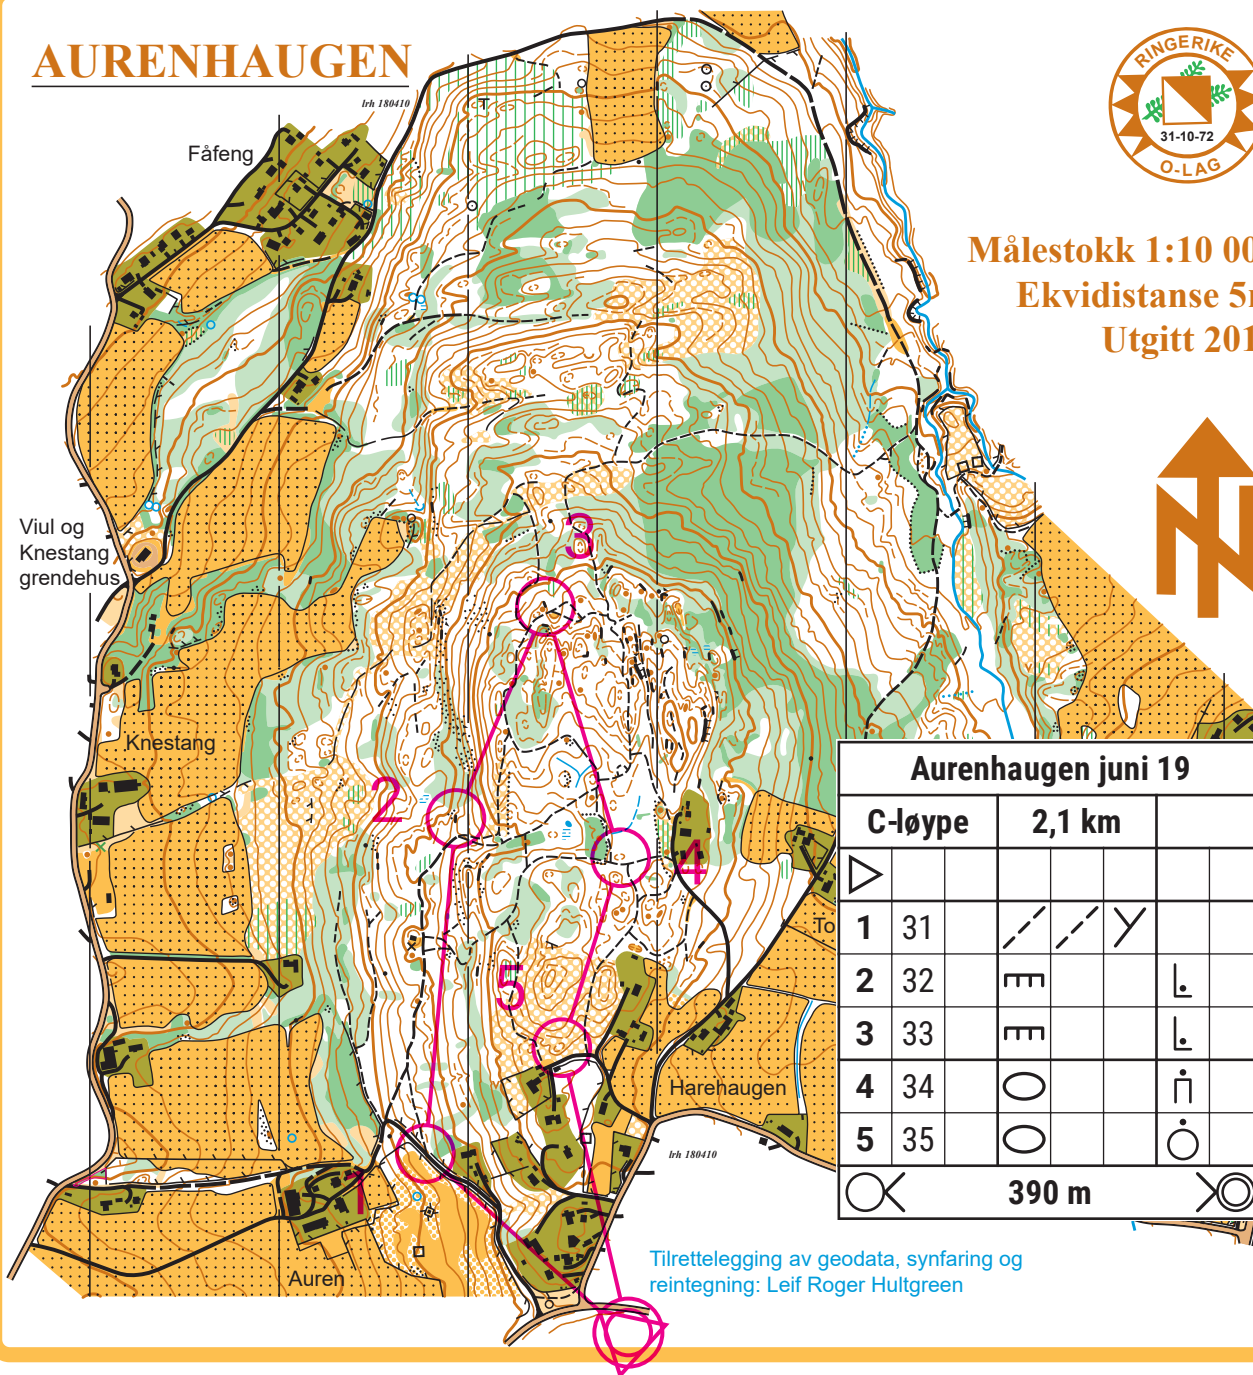 AURENHAUGEN
lrh 180410
Fåfeng
RINGERIKE
31-10-72
O-LAG
Målestokk 1:10 00
Ekvidistanse 5
Utgitt 201
Viul og
Knestang
grendehus
N
3
Knestang
2
4
To
5
Harehaugen
lrh 180410
1
Auren
Aurenhaugen juni 19
C-løype 2,1 km
1 31
2 32
3 33
4 34
5 35
390 m
Tilrettelegging av geodata, synfaring og
reintegning: Leif Roger Hultgreen